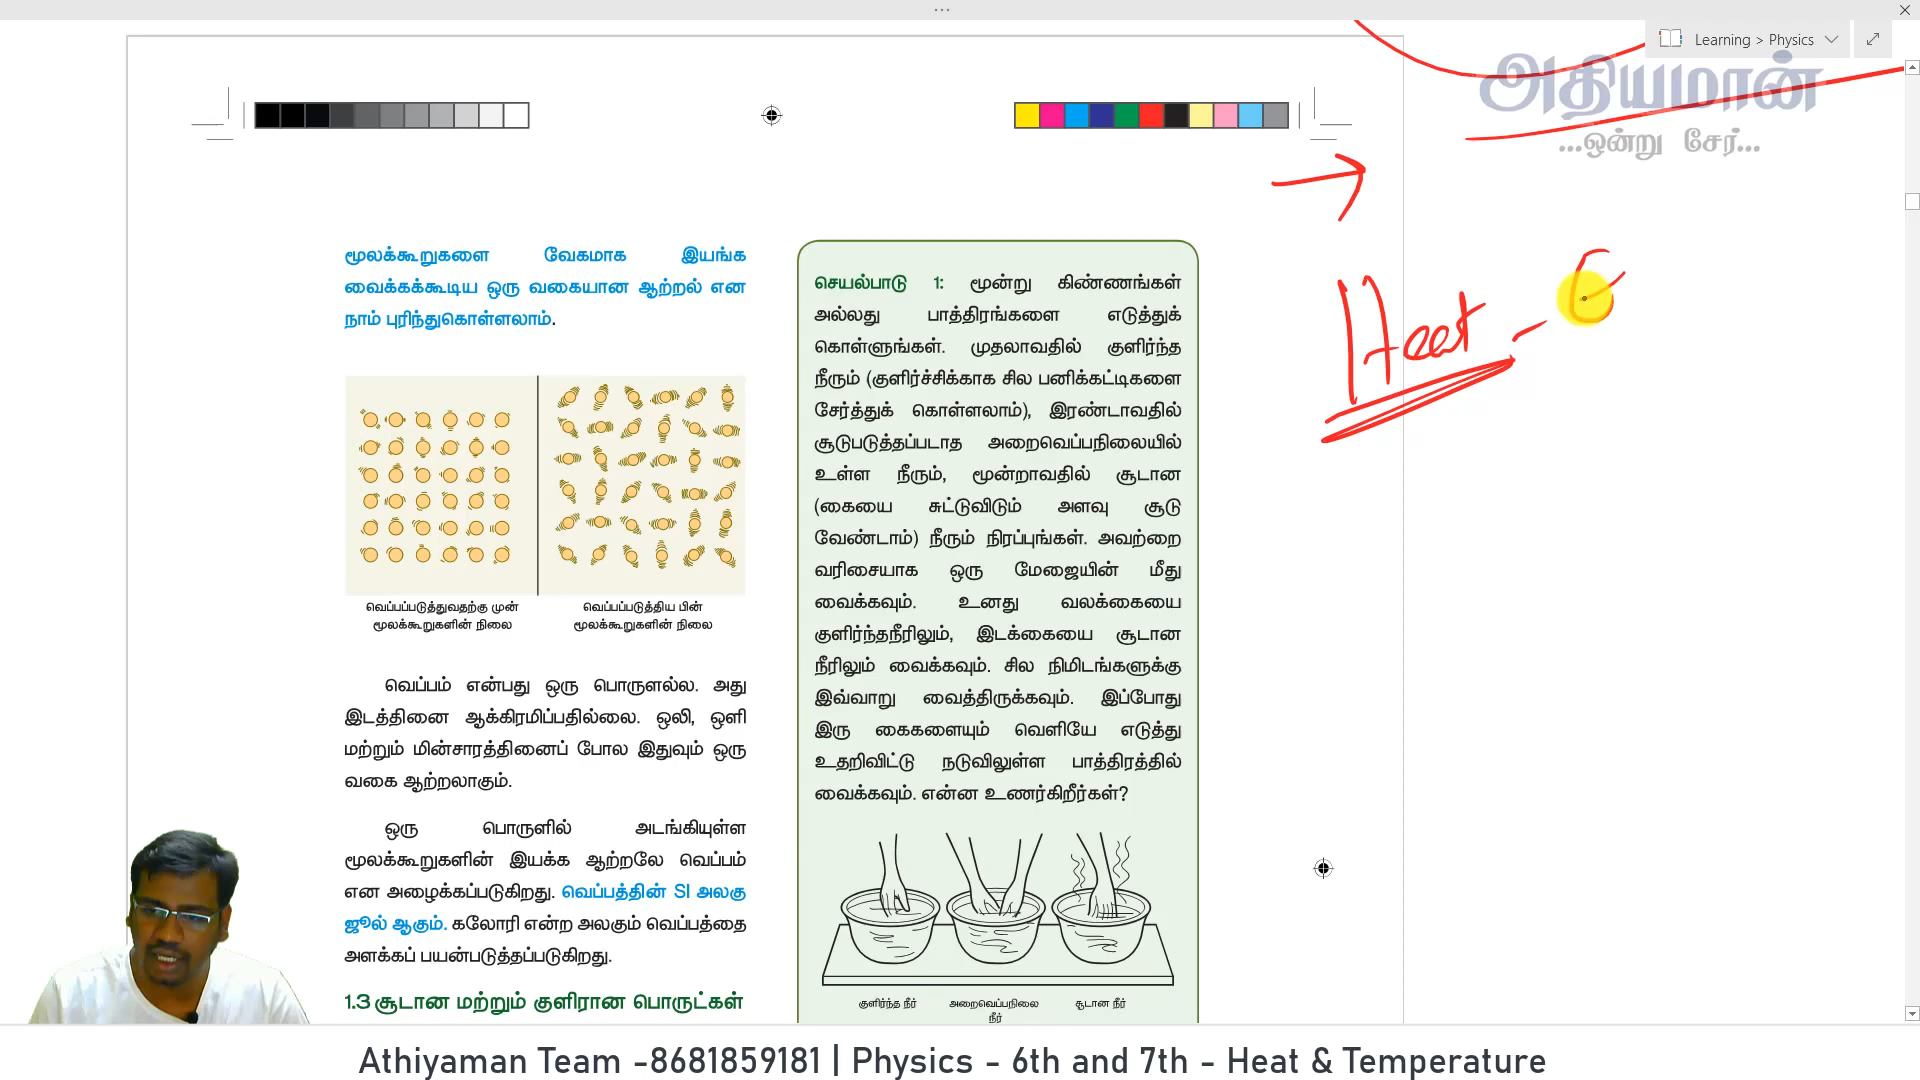 Learning > Physics
அதியமான்
...ஒன்று சேர்...
மூலக்கூறுகளை வேகமாக இயங்க
வைக்கக்கூடிய ஒரு வகையான ஆற்றல் என
நாம் புரிந்துகொள்ளலாம்.
வெப்பப்படுத்துவதற்கு முன்
மூலக்கூறுகளின் நிலை
வெப்பப்படுத்திய பின்
மூலக்கூறுகளின் நிலை
வெப்பம் என்பது ஒரு பொருளல்ல. அது
இடத்தினை ஆக்கிரமிப்பதில்லை. ஒலி, ஒளி
மற்றும் மின்சாரத்தினைப் போல இதுவும் ஒரு
வகை ஆற்றலாகும்.
ஒரு பொருளில் அடங்கியுள்ள
மூலக்கூறுகளின் இயக்க ஆற்றலே வெப்பம்
என அழைக்கப்படுகிறது. வெப்பத்தின் SI அலகு
ஜூல் ஆகும். கலோரி என்ற அலகும் வெப்பத்தை
அளக்கப் பயன்படுத்தப்படுகிறது.
1.3 சூடான மற்றும் குளிரான பொருட்கள்
செயல்பாடு 1: மூன்று கிண்ணங்கள்
அல்லது பாத்திரங்களை எடுத்துக்
கொள்ளுங்கள். முதலாவதில் குளிர்ந்த
நீரும் (குளிர்ச்சிக்காக சில பனிக்கட்டிகளை
சேர்த்துக் கொள்ளலாம்), இரண்டாவதில்
சூடுபடுத்தப்படாத அறைவெப்பநிலையில்
உள்ள நீரும், மூன்றாவதில் சூடான
(கையை சுட்டுவிடும் அளவு சூடு
வேண்டாம்) நீரும் நிரப்புங்கள். அவற்றை
வரிசையாக ஒரு மேஜையின் மீது
வைக்கவும். உனது வலக்கையை
குளிர்ந்தநீரிலும், இடக்கையை சூடான
நீரிலும் வைக்கவும். சில நிமிடங்களுக்கு
இவ்வாறு வைத்திருக்கவும். இப்போது
இரு கைகளையும் வெளியே எடுத்து
உதறிவிட்டு நடுவிலுள்ள பாத்திரத்தில்
வைக்கவும். என்ன உணர்கிறீர்கள்?
குளிர்ந்த நீர்
அறைவெப்பநிலை
நீர்
சூடான நீர்
Heat - E
Athiyaman Team -8681859181 | Physics - 6th and 7th - Heat & Temperature